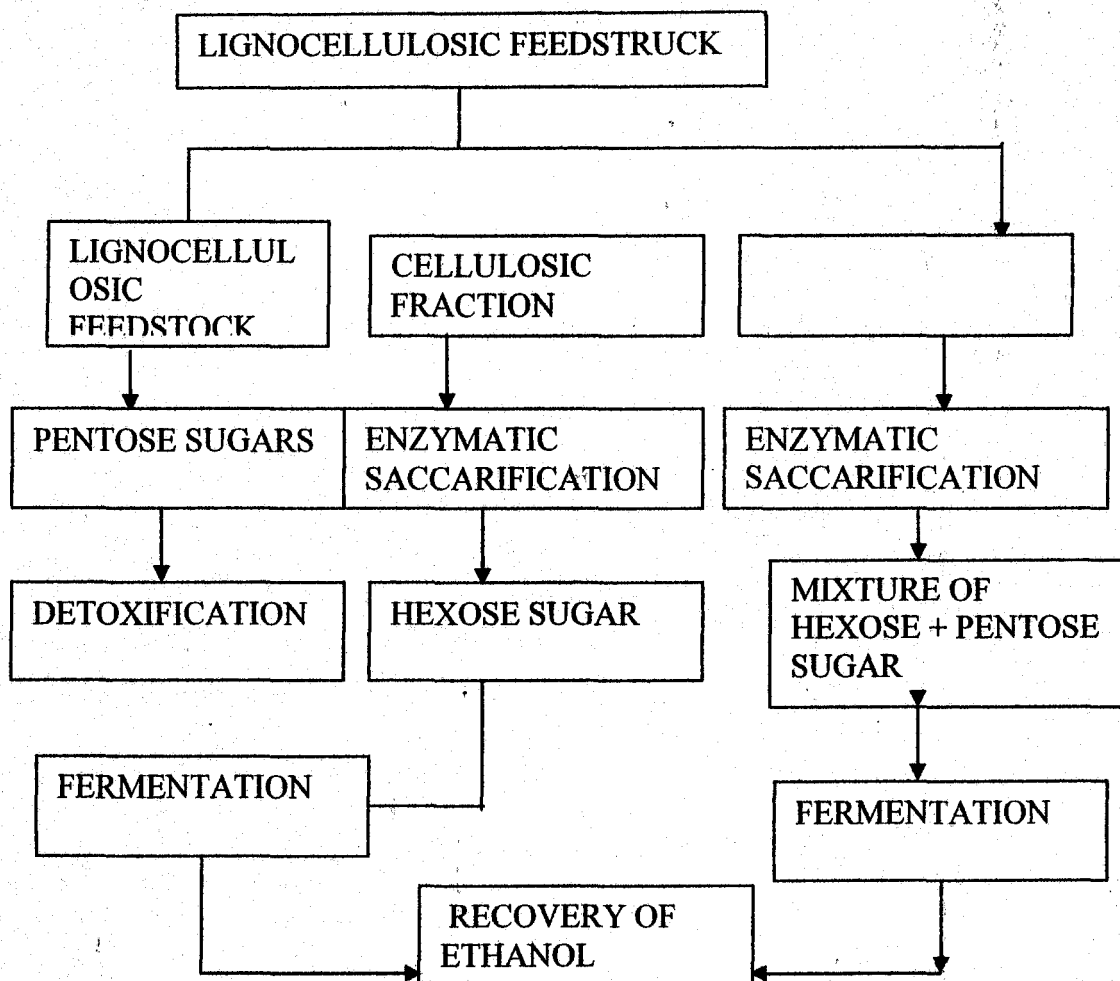 LIGNOCELLULOSIC FEEDSTRUCK
LIGNOCELLUL
OSIC
FEEDSTOCK
CELLULOSIC
FRACTION
PENTOSE SUGARS
ENZYMATIC
SACCARIFICATION
ENZYMATIC
SACCARIFICATION
DETOXIFICATION
HEXOSE SUGAR
MIXTURE OF
HEXOSE + PENTOSE
SUGAR
FERMENTATION
FERMENTATION
RECOVERY OF
ETHANOL